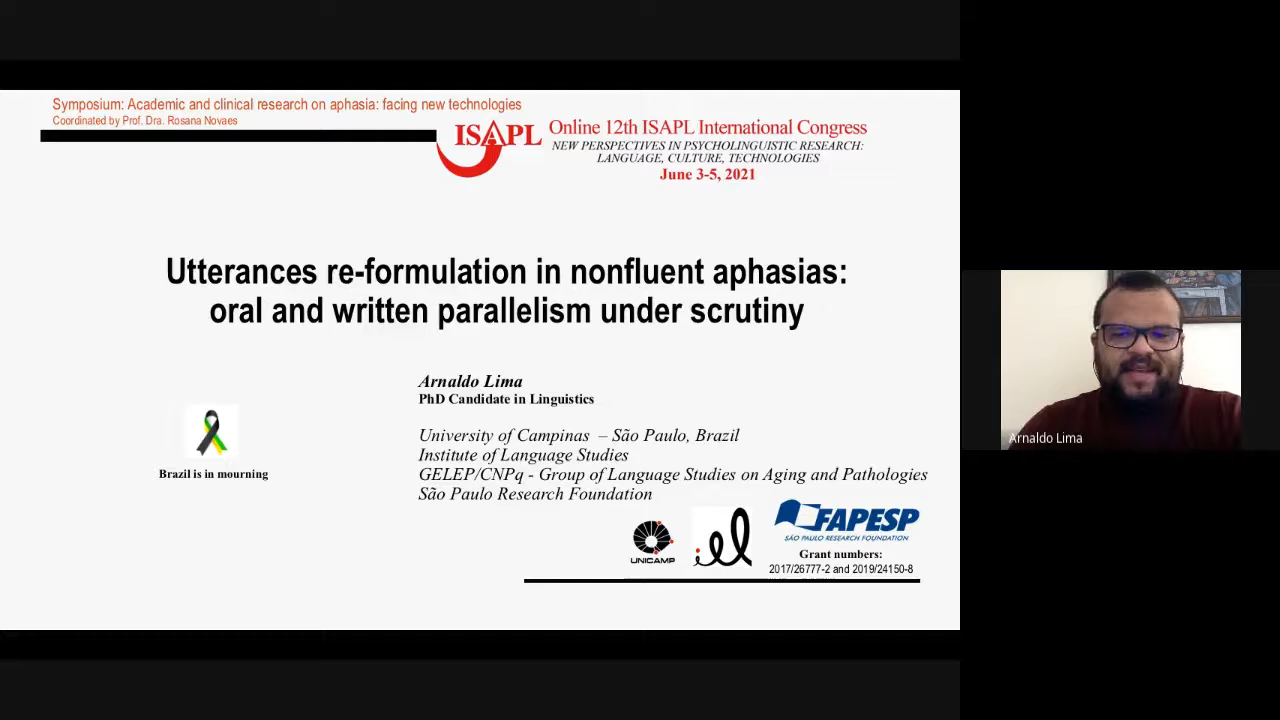 Symposium: Academic and clinical research on aphasia: facing new technologies
Coordinated by Prof. Dra. Rosana Novaes
ISAPL
Online 12th ISAPL International Congress
NEW PERSPECTIVES IN PSYCHOLINGUISTIC RESEARCH:
LANGUAGE, CULTURE, TECHNOLOGIES
June 3-5, 2021
Utterances re-formulation in nonfluent aphasias:
oral and written parallelism under scrutiny
Arnaldo Lima
PhD Candidate in Linguistics
University of Campinas – São Paulo, Brazil
Institute of Language Studies
GELEP/CNPq - Group of Language Studies on Aging and Pathologies
São Paulo Research Foundation
Brazil is in mourning
UNICAMP
iel
FAPESP
SÃO PAULO RESEARCH FOUNDATION
Grant numbers:
2017/26777-2 and 2019/24150-8
Arnaldo Lima